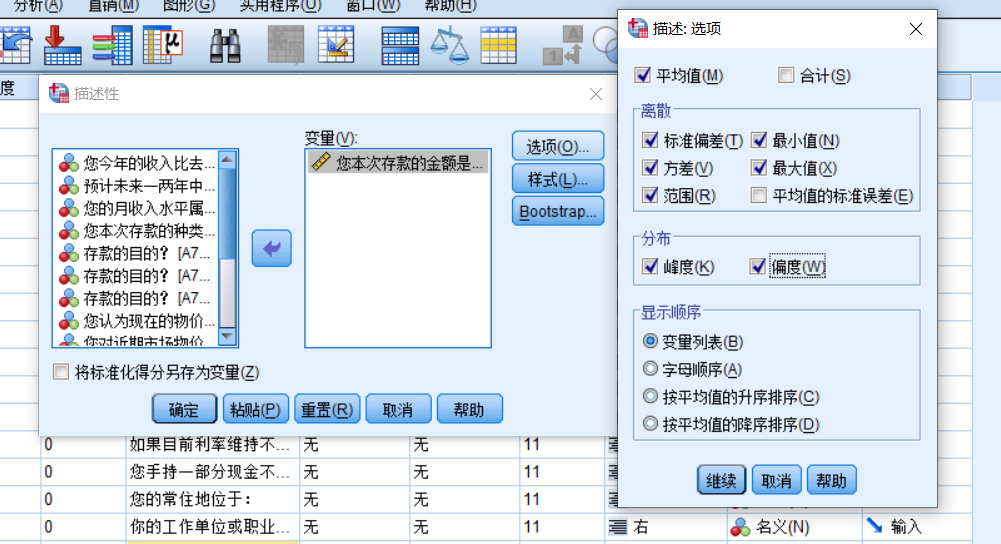 分析(A) 直销(M) 图形(G) 实用程序(U) 窗口(W) 帮助(H)
度
描述性
变量(V):
您今年的收入比去...
预计未来一两年中...
您的月收入水平属...
您本次存款的种类...
存款的目的？ [A7...
存款的目的？ [A7...
存款的目的？ [A7...
您认为现在的物价...
您对近期市场物价
您本次存款的金额是...
选项(O)...
样式(L)...
Bootstrap...
将标准化得分另存为变量(Z)
确定 粘贴(P) 重置(R) 取消 帮助
描述: 选项
平均值(M) 合计(S)
离散
标准偏差(T) 最小值(N)
方差(V) 最大值(X)
范围(R) 平均值的标准误差(E)
分布
峰度(K) 偏度(W)
显示顺序
变量列表(B)
字母顺序(A)
按平均值的升序排序(C)
按平均值的降序排序(D)
继续 取消 帮助
0 如果目前利率维持不... 无 无 11
0 您手持一部分现金不... 无 无 11
0 您的常住地位于： 无 无 11
0 你的工作单位或职业... 无 无 11 右 名义(N) 输入